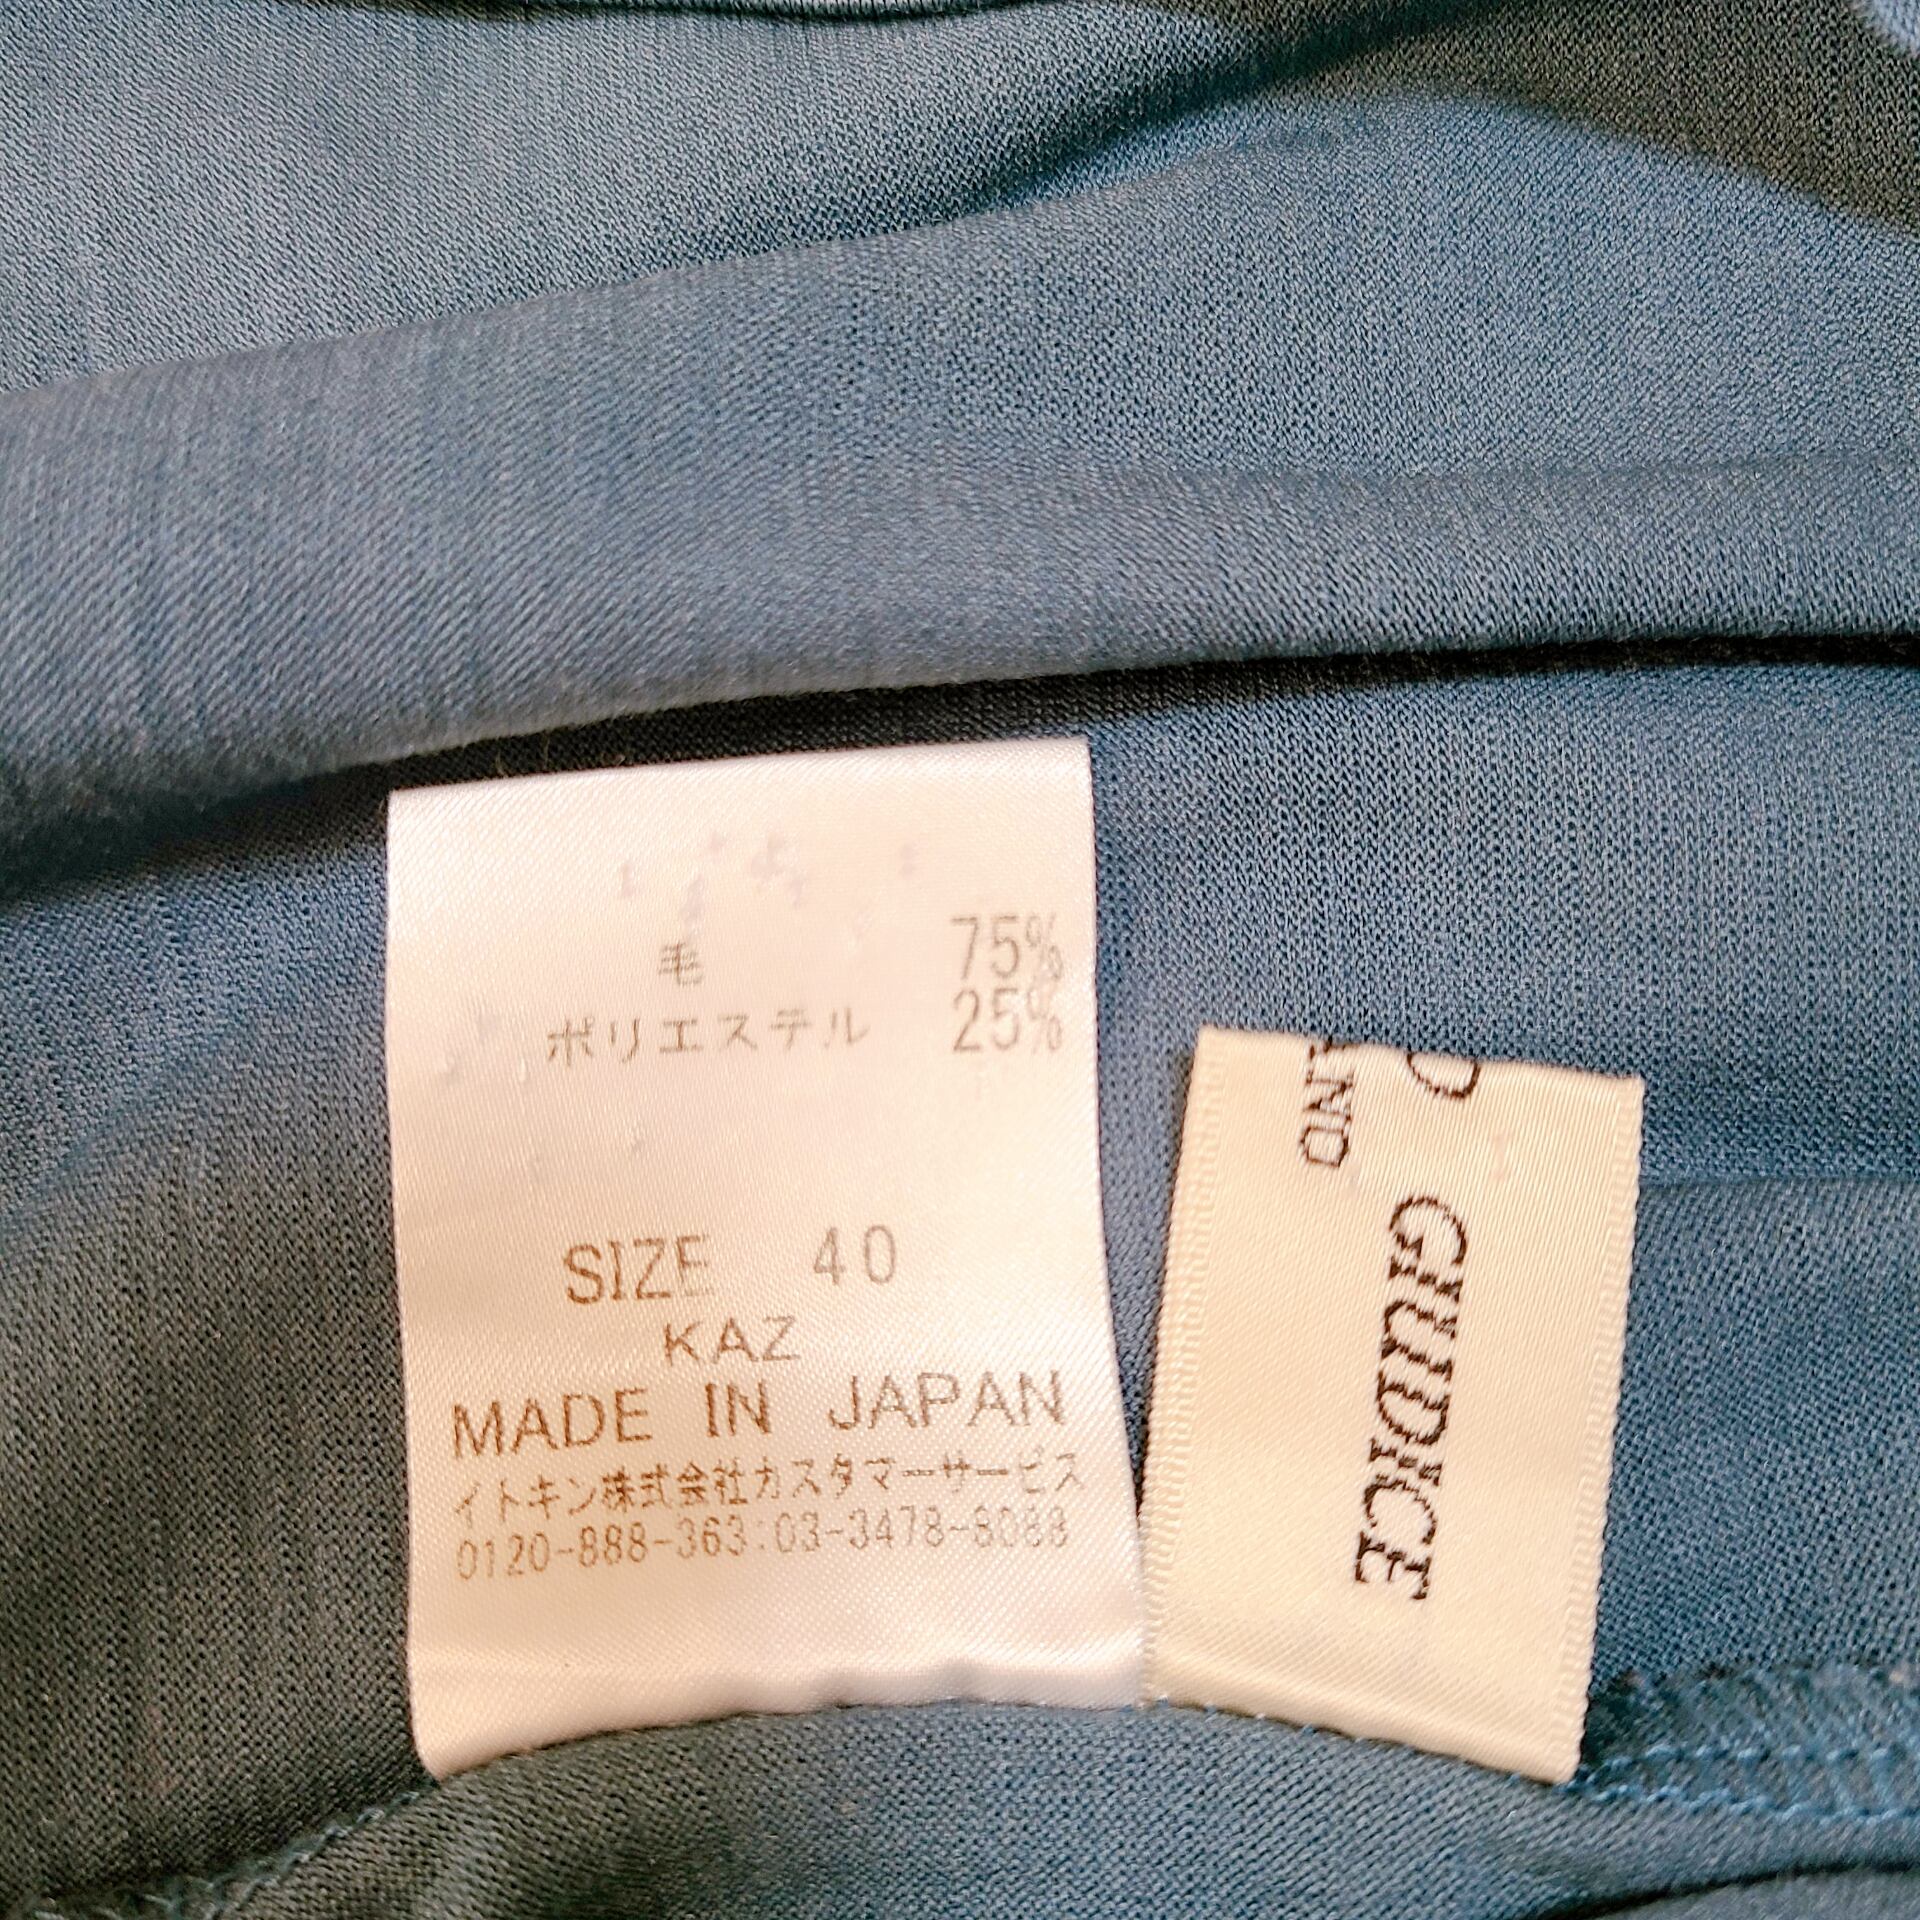 毛 75%
ポリエステル 25%
SIZE 40
KAZ
MADE IN JAPAN
イトキン株式会社カスタマーサービス
0120-888-363:03-3478-8088
GIUDICE